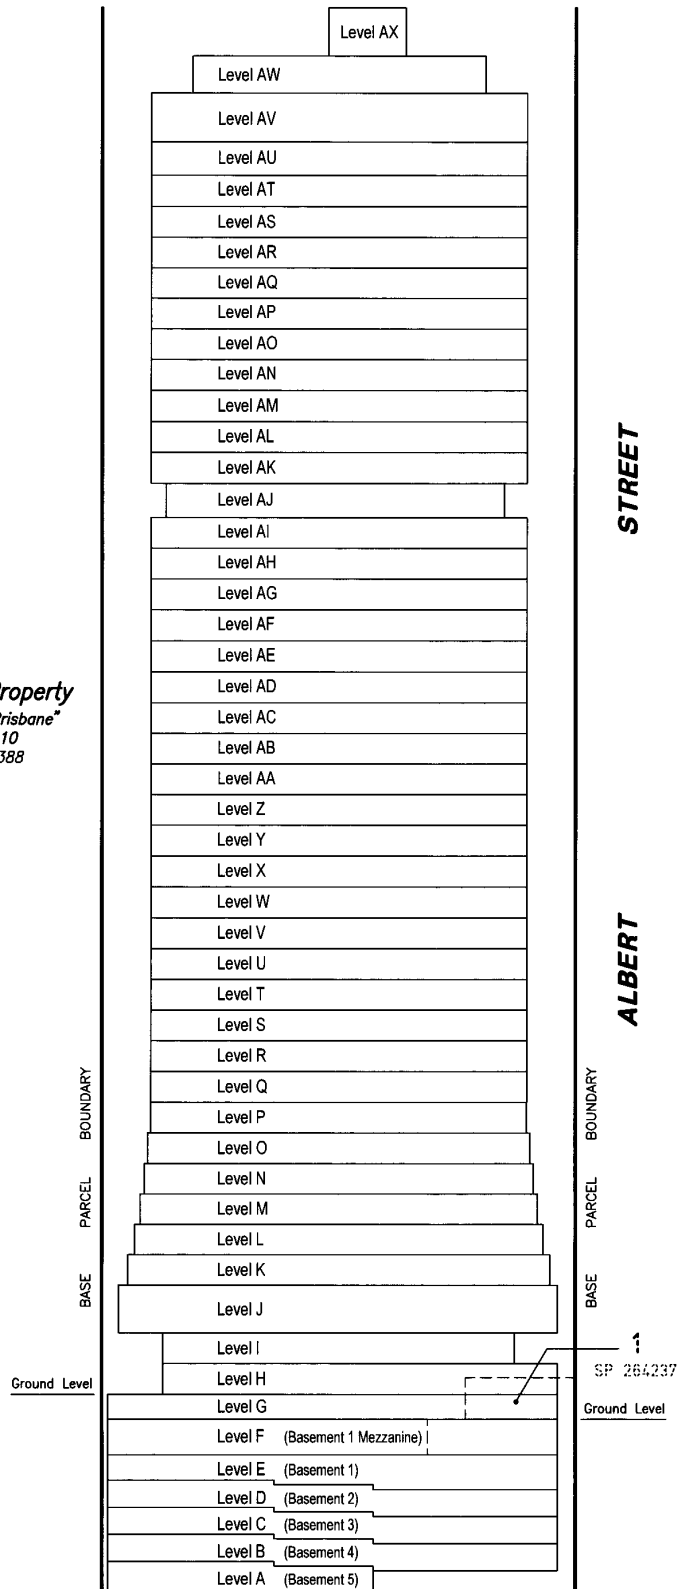 Level AX
Level AW
Level AV
Level AU
Level AT
Level AS
Level AR
Level AQ
Level AP
Level AO
Level AN
Level AM
Level AL
Level AK
Level AJ
Level AI
Level AH
Level AG
Level AF
Level AE
Level AD
Level AC
Level AB
Level AA
Level Z
Level Y
Level X
Level W
Level V
Level U
Level T
Level S
Level R
Level Q
Level P
Level O
Level N
Level M
Level L
Level K
Level J
Level I
Level H
Level G
Level F (Basement 1 Mezzanine)
Level E (Basement 1)
Level D (Basement 2)
Level C (Basement 3)
Level B (Basement 4)
Level A (Basement 5)
roperty
risbane"
10
388
BASE PARCEL BOUNDARY
Ground Level
ALBERT STREET
BASE PARCEL BOUNDARY
1
SP 264237
Ground Level